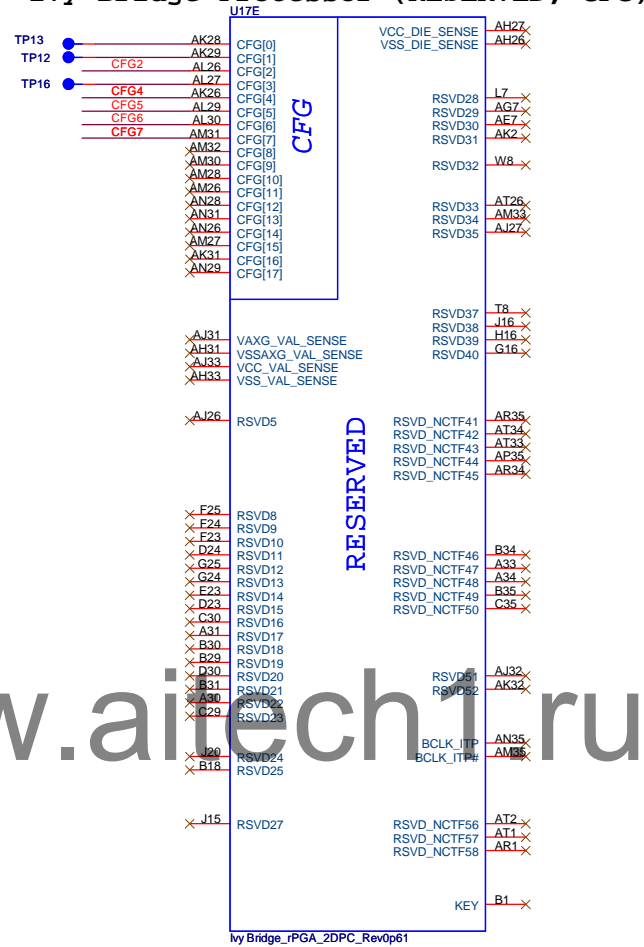 Ivy Bridge Processor (RESERVED, CFG)
U17E
TP13 AK28 CFG[0]
TP12 AK29 CFG[1]
CFG2 AL26 CFG[2]
TP16 AL27 CFG[3]
CFG4 AK26 CFG[4]
CFG5 AL29 CFG[5]
CFG6 AL30 CFG[6]
CFG7 AM31 CFG[7]
AM32 CFG[8]
AM30 CFG[9]
AM28 CFG[10]
AM26 CFG[11]
AN28 CFG[12]
AN31 CFG[13]
AN26 CFG[14]
AM27 CFG[15]
AK31 CFG[16]
AN29 CFG[17]
CFG
AJ31 VAXG_VAL_SENSE
AH31 VSSAXG_VAL_SENSE
AJ33 VCC_VAL_SENSE
AH33 VSS_VAL_SENSE
AJ26 RSVD5
F25 RSVD8
F24 RSVD9
F23 RSVD10
D24 RSVD11
G25 RSVD12
G24 RSVD13
E23 RSVD14
D23 RSVD15
C30 RSVD16
A31 RSVD17
B30 RSVD18
B29 RSVD19
D30 RSVD20
B31 RSVD21
A30 RSVD22
C29 RSVD23
J20 RSVD24
B18 RSVD25
J15 RSVD27
RESERVED
VCC_DIE_SENSE AH27
VSS_DIE_SENSE AH26
RSVD28 L7
RSVD29 AG7
RSVD30 AE7
RSVD31 AK2
RSVD32 W8
RSVD33 AT26
RSVD34 AM33
RSVD35 AJ27
RSVD37 T8
RSVD38 J16
RSVD39 H16
RSVD40 G16
RSVD_NCTF41 AR35
RSVD_NCTF42 AT34
RSVD_NCTF43 AT33
RSVD_NCTF44 AP35
RSVD_NCTF45 AR34
RSVD_NCTF46 B34
RSVD_NCTF47 A33
RSVD_NCTF48 A34
RSVD_NCTF49 B35
RSVD_NCTF50 C35
RSVD51 AJ32
RSVD52 AK32
BCLK_ITP AN35
BCLK_ITP# AM35
RSVD_NCTF56 AT2
RSVD_NCTF57 AT1
RSVD_NCTF58 AR1
KEY B1
w.aitech1.ru
Ivy Bridge_rPGA_2DPC_Rev0p61